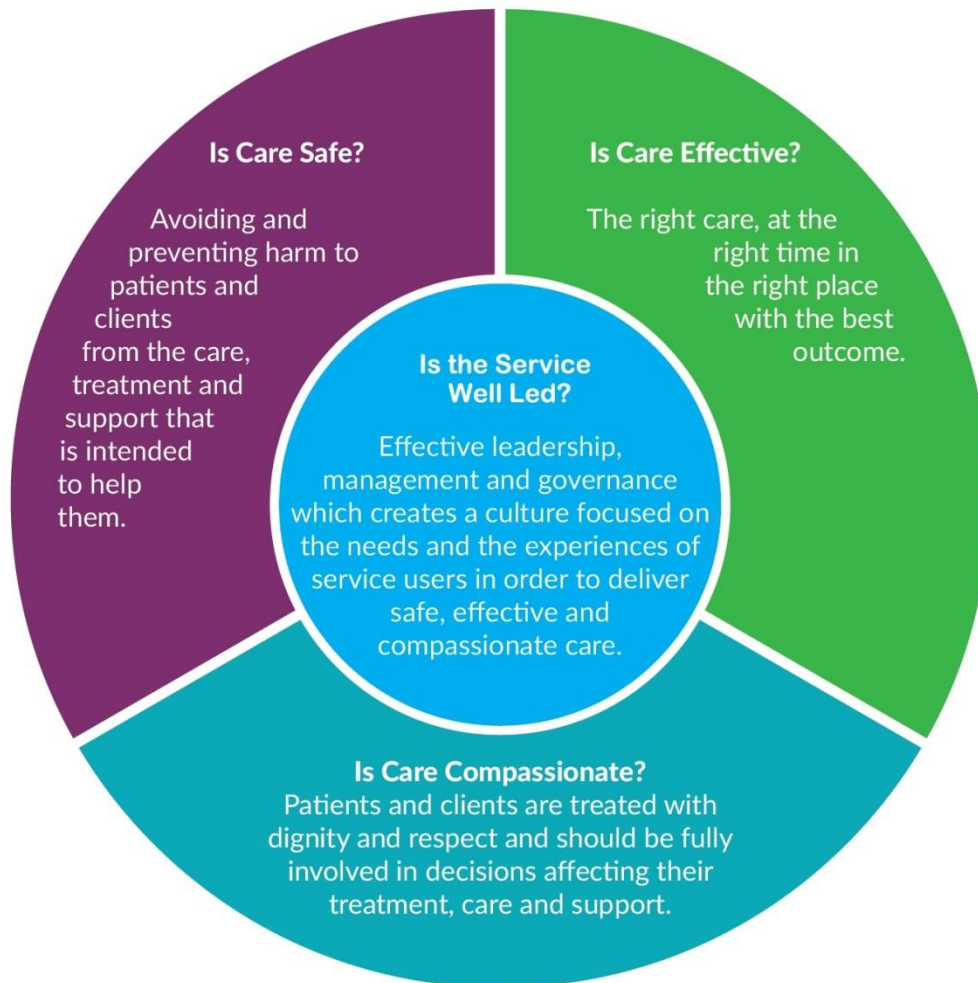 Is Care Safe?
Avoiding and
preventing harm to
patients and
clients
from the care,
treatment and
support that
is intended
to help
them.
Is Care Effective?
The right care, at the
right time in
the right place
with the best
outcome.
Is the Service
Well Led?
Effective leadership,
management and governance
which creates a culture focused on
the needs and the experiences of
service users in order to deliver
safe, effective and
compassionate care.
Is Care Compassionate?
Patients and clients are treated with
dignity and respect and should be fully
involved in decisions affecting their
treatment, care and support.